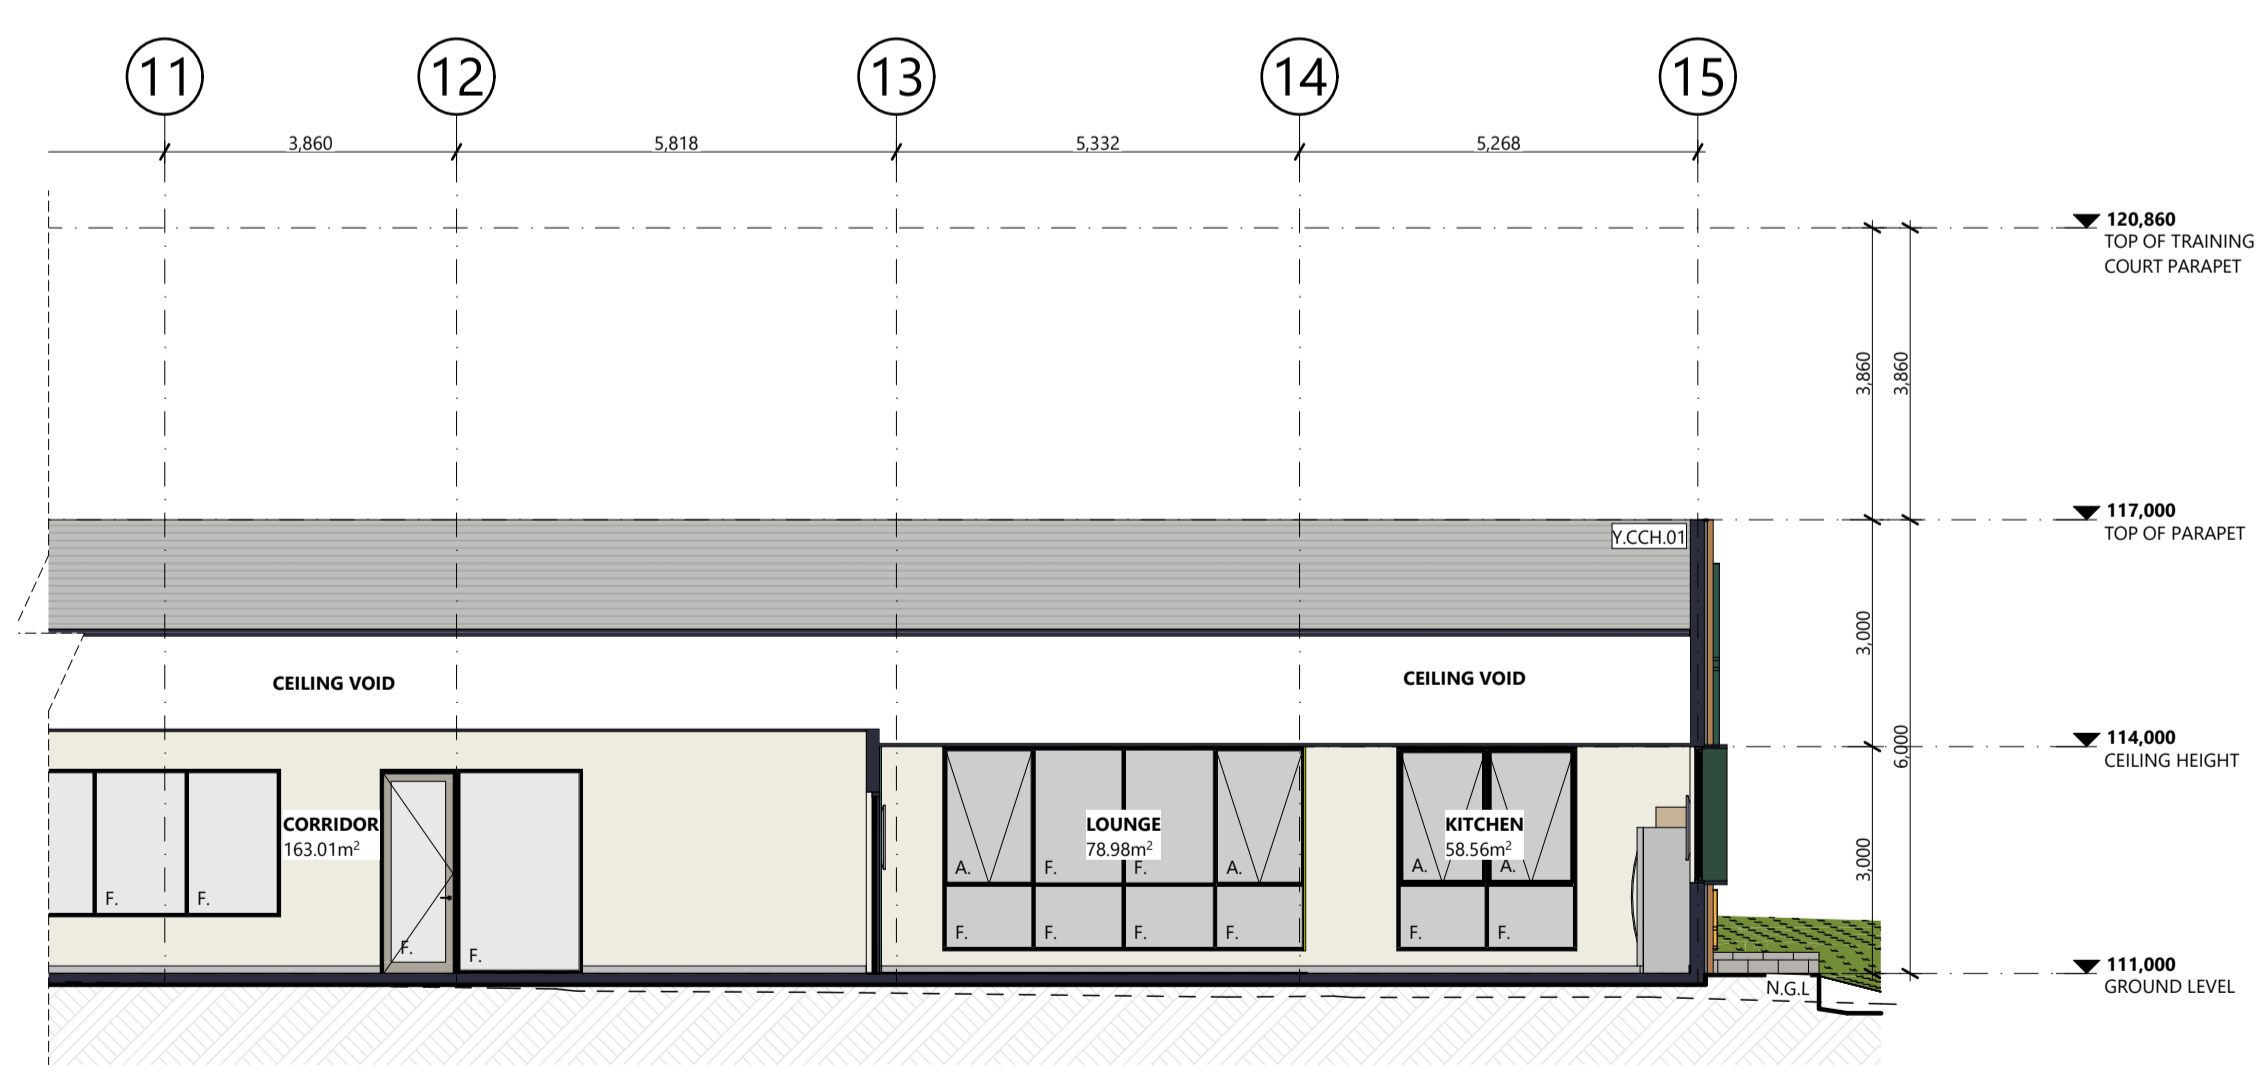 11
12
13
14
15
3,860
5,818
5,332
5,268
120,860
TOP OF TRAINING
COURT PARAPET
3,860
3,860
117,000
TOP OF PARAPET
Y.CCH.01
3,000
CEILING VOID
CEILING VOID
6,000
114,000
CEILING HEIGHT
CORRIDOR
163.01m²
LOUNGE
78.98m²
KITCHEN
58.56m²
3,000
A.
F.
F.
A.
A.
A.
F.
F.
F.
F.
F.
F.
F.
F.
F.
F.
F.
F.
111,000
GROUND LEVEL
N.G.L